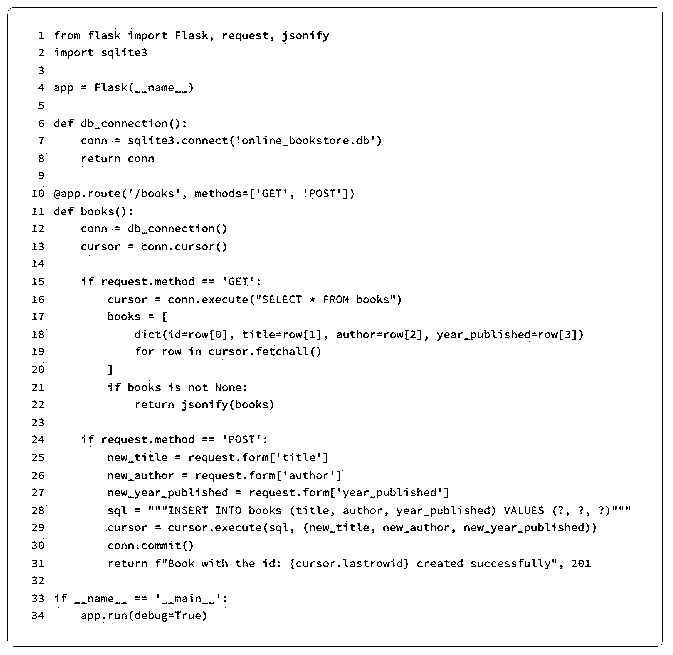 1 from flask import Flask, request, jsonify
2 import sqlite3
3
4 app = Flask(__name__)
5
6 def db_connection():
7     conn = sqlite3.connect('online_bookstore.db')
8     return conn
9
10 @app.route('/books', methods=['GET', 'POST'])
11 def books():
12     conn = db_connection()
13     cursor = conn.cursor()
14
15     if request.method == 'GET':
16         cursor = conn.execute("SELECT * FROM books")
17         books = [
18             dict(id=row[0], title=row[1], author=row[2], year_published=row[3])
19             for row in cursor.fetchall()
20         ]
21         if books is not None:
22             return jsonify(books)
23
24     if request.method == 'POST':
25         new_title = request.form['title']
26         new_author = request.form['author']
27         new_year_published = request.form['year_published']
28         sql = """INSERT INTO books (title, author, year_published) VALUES (?, ?, ?)"""
29         cursor = cursor.execute(sql, (new_title, new_author, new_year_published))
30         conn.commit()
31         return f"Book with the id: {cursor.lastrowid} created successfully", 201
32
33 if __name__ == '__main__':
34     app.run(debug=True)